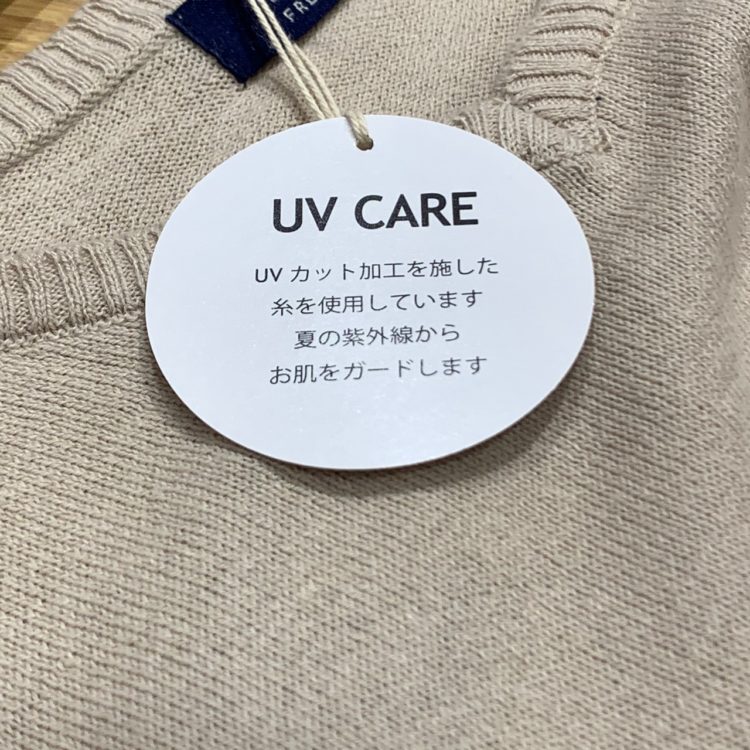 UV CARE
UV カット加工を施した
糸を使用しています
夏の紫外線から
お肌をガードします